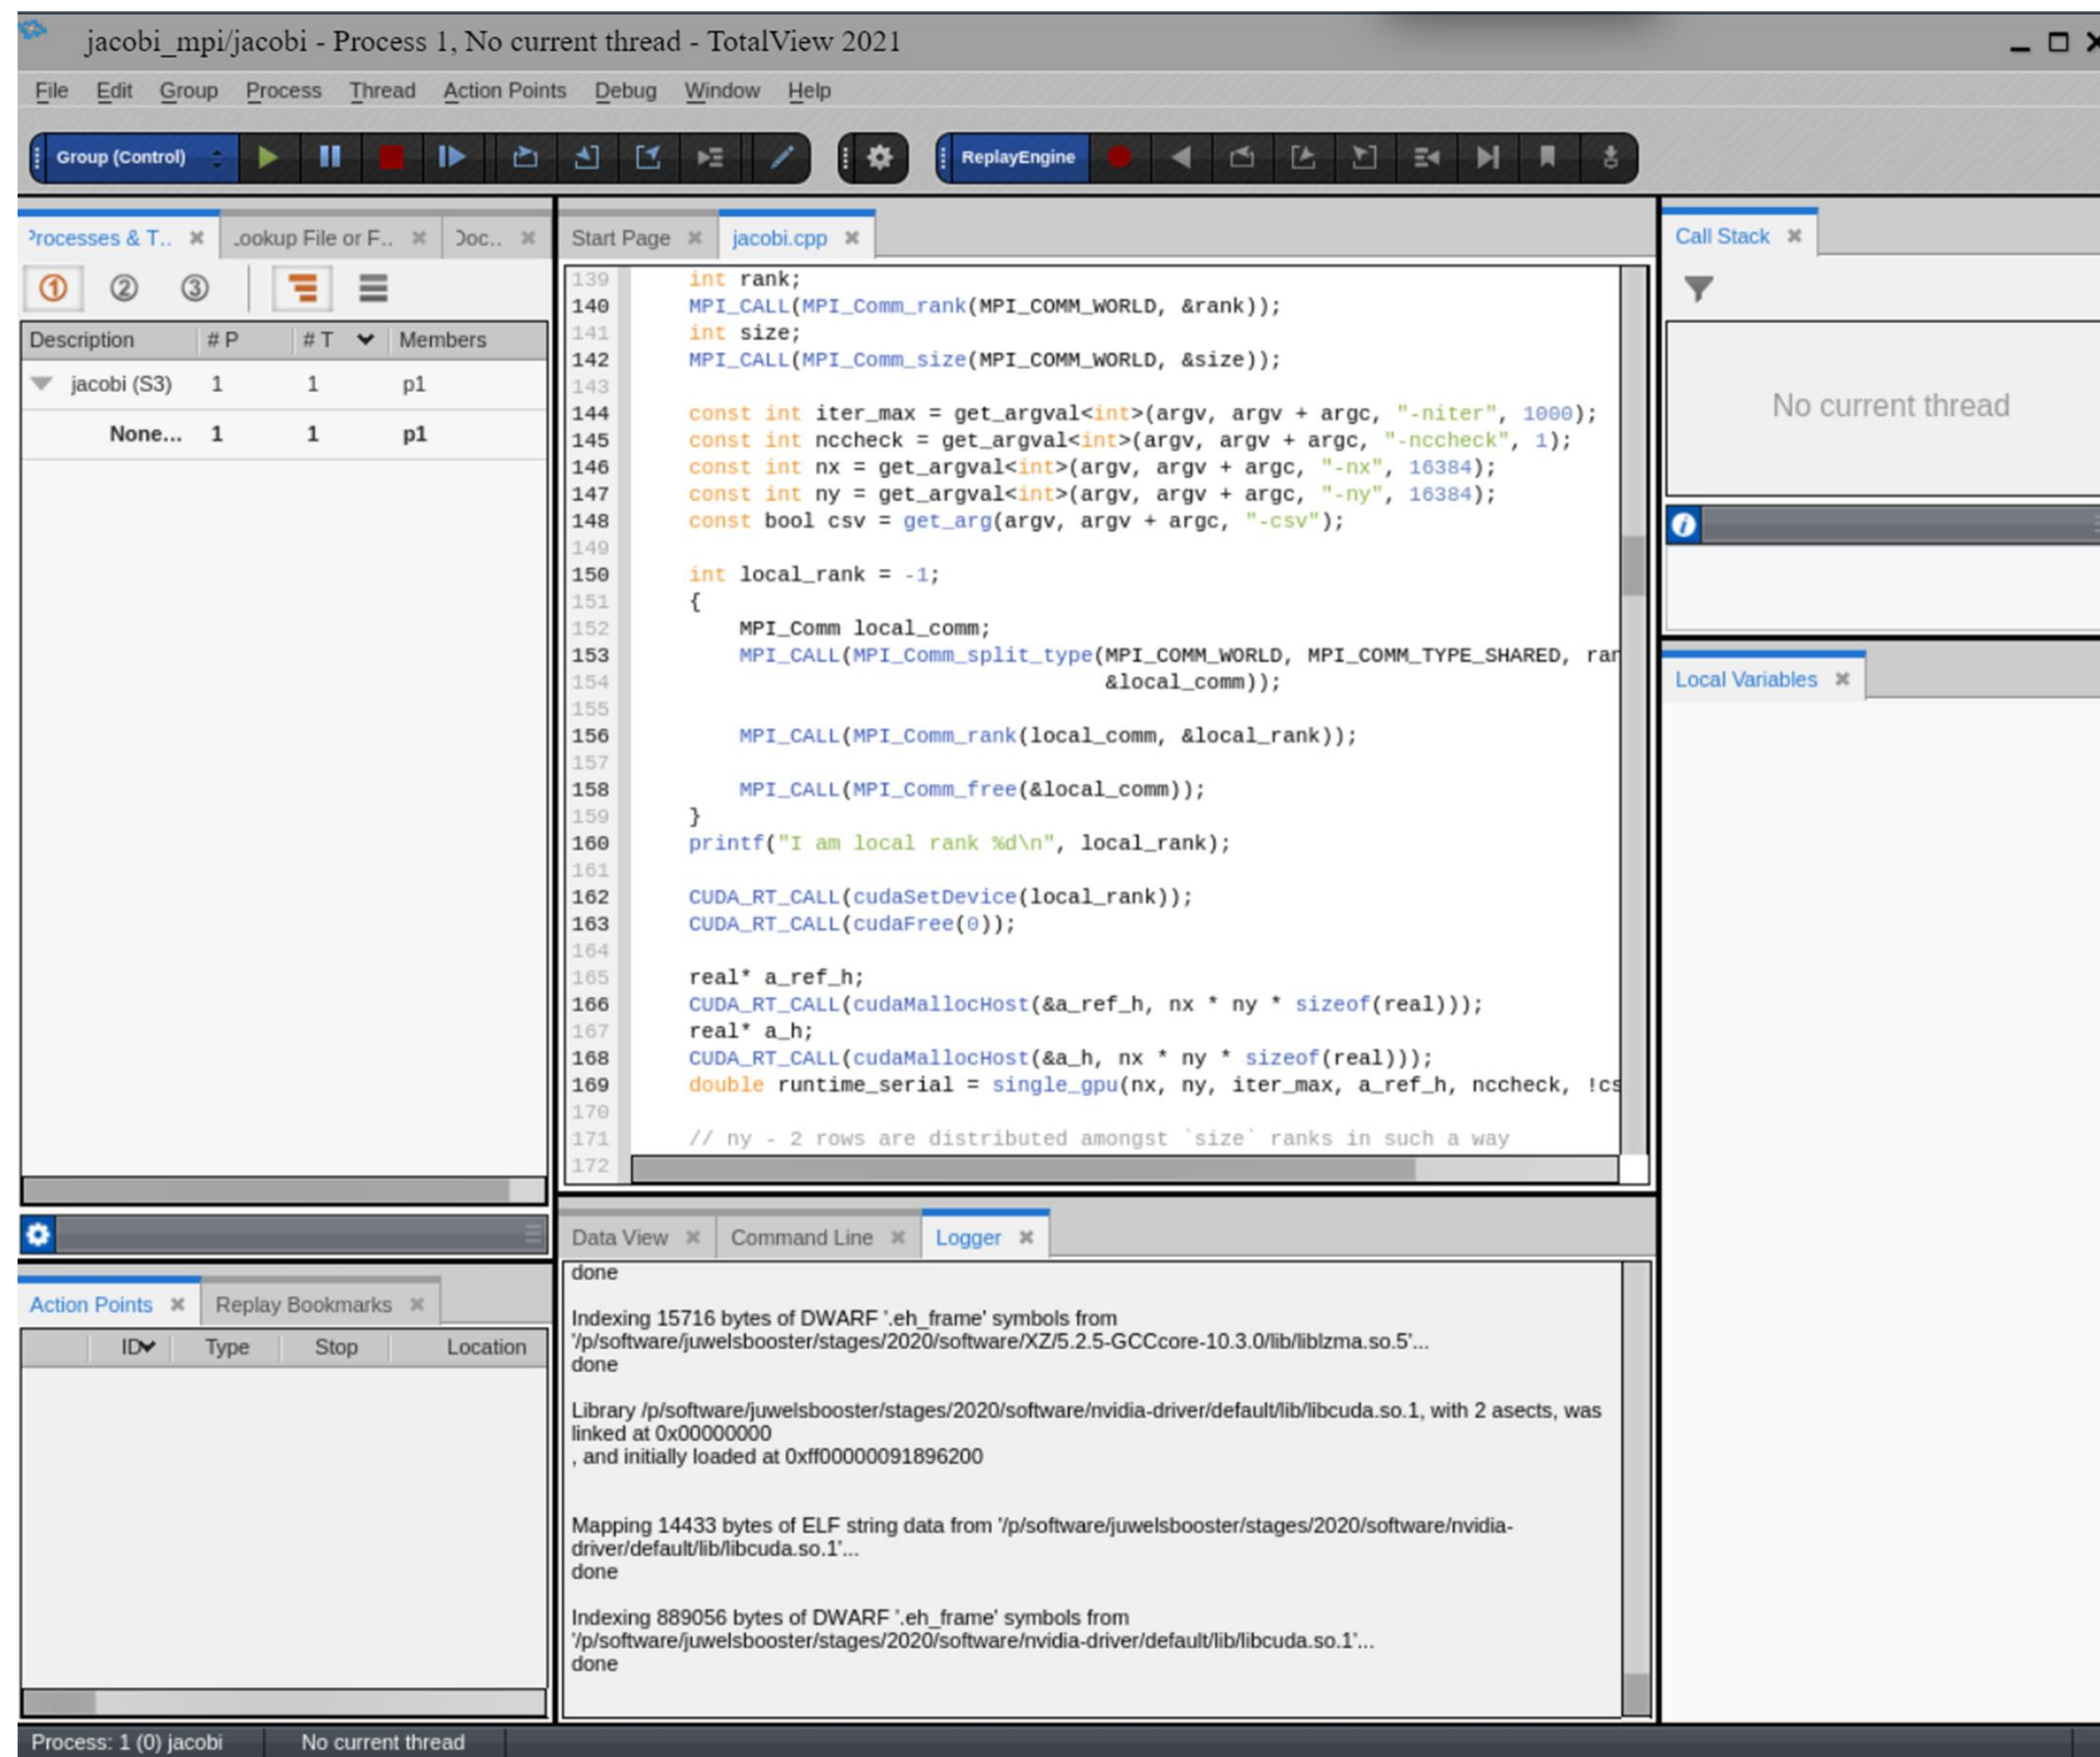 jacobi_mpi/jacobi - Process 1, No current thread - TotalView 2021
File Edit Group Process Thread Action Points Debug Window Help
Group (Control) ReplayEngine
Processes & T..
ookup File or F..
Doc..
① ② ③
Description # P # T Members
jacobi (S3) 1 1 p1
None... 1 1 p1
Start Page jacobi.cpp
139 int rank;
140 MPI_CALL(MPI_Comm_rank(MPI_COMM_WORLD, &rank));
141 int size;
142 MPI_CALL(MPI_Comm_size(MPI_COMM_WORLD, &size));
143
144 const int iter_max = get_argval<int>(argv, argv + argc, "-niter", 1000);
145 const int nccheck = get_argval<int>(argv, argv + argc, "-nccheck", 1);
146 const int nx = get_argval<int>(argv, argv + argc, "-nx", 16384);
147 const int ny = get_argval<int>(argv, argv + argc, "-ny", 16384);
148 const bool csv = get_arg(argv, argv + argc, "-csv");
149
150 int local_rank = -1;
151 {
152 MPI_Comm local_comm;
153 MPI_CALL(MPI_Comm_split_type(MPI_COMM_WORLD, MPI_COMM_TYPE_SHARED, ran
154 &local_comm));
155
156 MPI_CALL(MPI_Comm_rank(local_comm, &local_rank));
157
158 MPI_CALL(MPI_Comm_free(&local_comm));
159 }
160 printf("I am local rank %d\n", local_rank);
161
162 CUDA_RT_CALL(cudaSetDevice(local_rank));
163 CUDA_RT_CALL(cudaFree(0));
164
165 real* a_ref_h;
166 CUDA_RT_CALL(cudaMallocHost(&a_ref_h, nx * ny * sizeof(real)));
167 real* a_h;
168 CUDA_RT_CALL(cudaMallocHost(&a_h, nx * ny * sizeof(real)));
169 double runtime_serial = single_gpu(nx, ny, iter_max, a_ref_h, nccheck, !cs
170
171 // ny - 2 rows are distributed amongst `size` ranks in such a way
172
Call Stack
No current thread
Local Variables
Action Points Replay Bookmarks
ID Type Stop Location
Data View Command Line Logger
done
Indexing 15716 bytes of DWARF '.eh_frame' symbols from
'/p/software/juwelsbooster/stages/2020/software/XZ/5.2.5-GCCcore-10.3.0/lib/liblzma.so.5'...
done
Library /p/software/juwelsbooster/stages/2020/software/nvidia-driver/default/lib/libcuda.so.1, with 2 asects, was
linked at 0x00000000
, and initially loaded at 0xff00000091896200
Mapping 14433 bytes of ELF string data from '/p/software/juwelsbooster/stages/2020/software/nvidia-
driver/default/lib/libcuda.so.1'...
done
Indexing 889056 bytes of DWARF '.eh_frame' symbols from
'/p/software/juwelsbooster/stages/2020/software/nvidia-driver/default/lib/libcuda.so.1'...
done
Process: 1 (0) jacobi No current thread